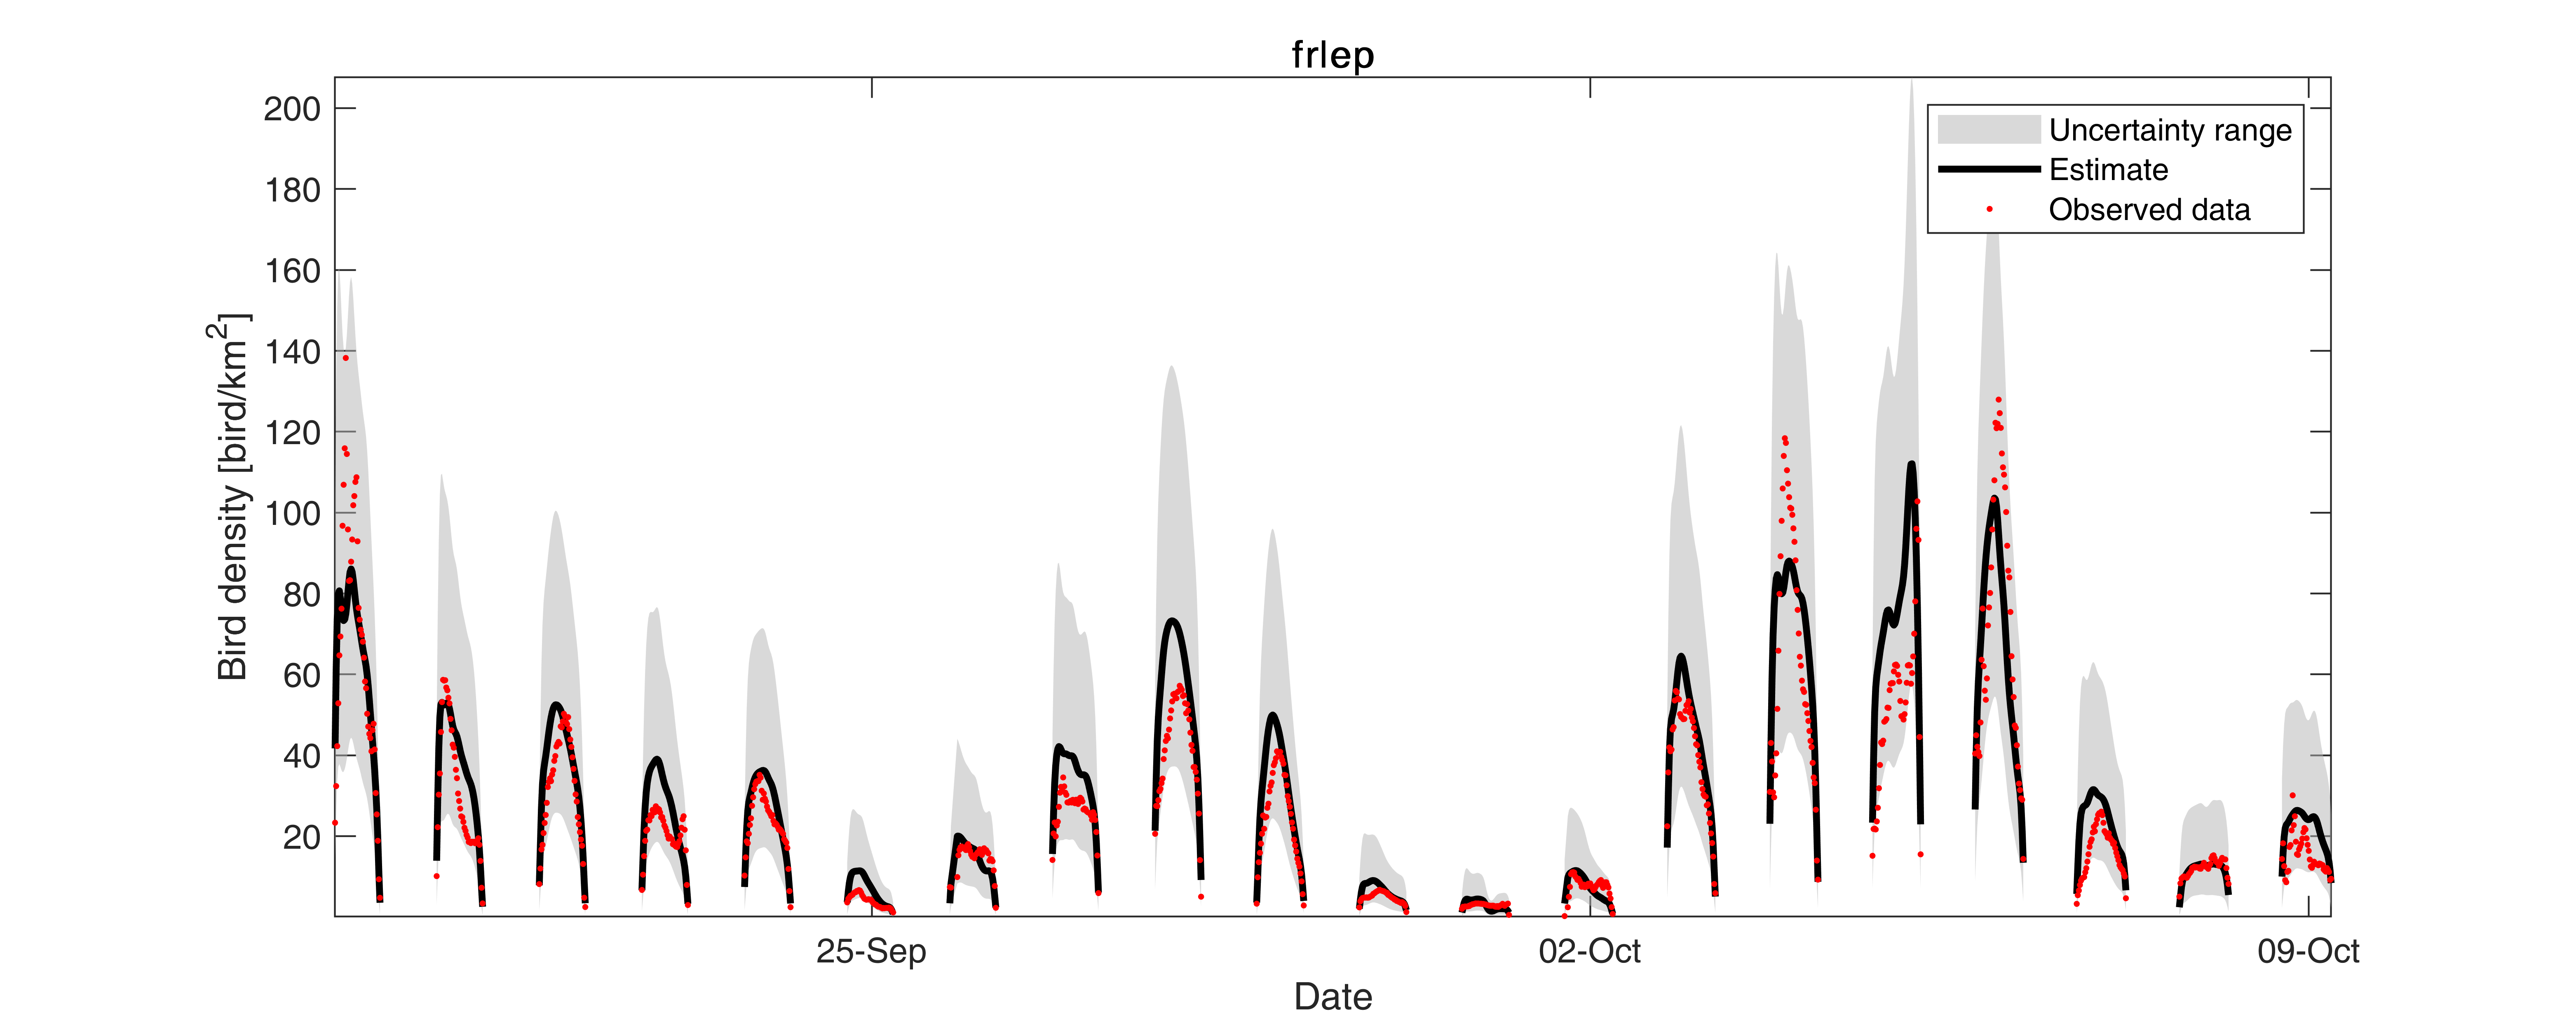 frlep
200
180
160
140
120
100
80
60
40
20
Bird density [bird/km²]
Uncertainty range
Estimate
Observed data
25-Sep
02-Oct
09-Oct
Date